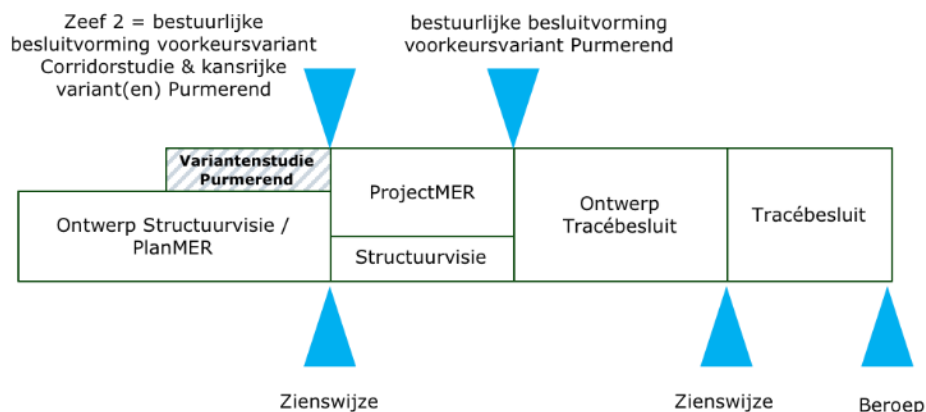 Zeef 2 = bestuurlijke
besluitvorming voorkeursvariant
Corridorstudie & kansrijke
variant(en) Purmerend
bestuurlijke besluitvorming
voorkeursvariant Purmerend
Variantenstudie
Purmerend
Ontwerp Structuurvisie /
PlanMER
ProjectMER
Structuurvisie
Ontwerp
Tracébesluit
Tracébesluit
Zienswijze
Zienswijze
Beroep